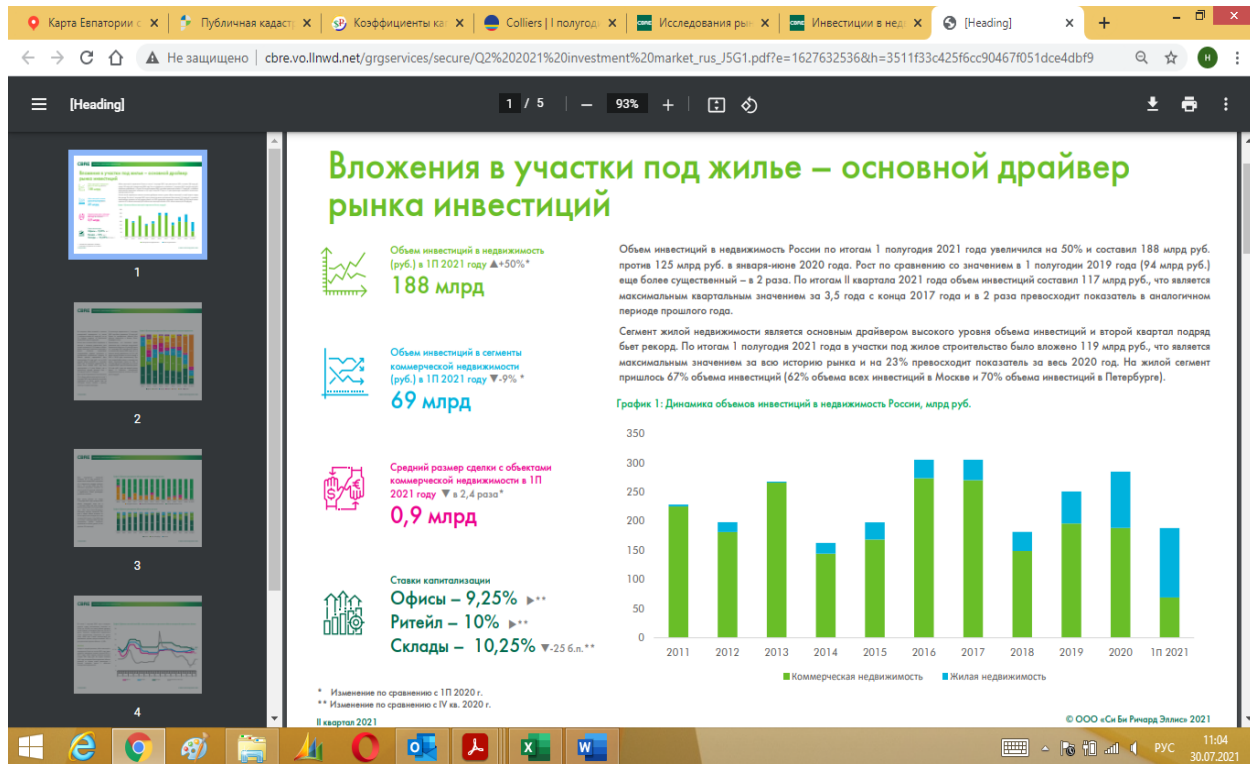 Карта Евпатории с
Публичная кадаст
Коэффициенты ка
Colliers | I полугод
Исследования рын
Инвестиции в нед
[Heading]
Не защищено | cbre.vo.llnwd.net/grgservices/secure/Q2%202021%20investment%20market_rus_J5G1.pdf?e=1627632536&h=3511f33c425f6cc90467f051dce4dbf9
Н
[Heading]
1 / 5
93%
1
2
3
4
Вложения в участки под жилье – основной драйвер
рынка инвестиций
Объем инвестиций в недвижимость
(руб.) в 1П 2021 году ▲+50%*
188 млрд
Объем инвестиций в сегменты
коммерческой недвижимости
(руб.) в 1П 2021 году ▼-9% *
69 млрд
Средний размер сделки с объектами
коммерческой недвижимости в 1П
2021 году ▼ в 2,4 раза*
0,9 млрд
Ставки капитализации
Офисы – 9,25% ▶**
Ритейл – 10% ▶**
Склады – 10,25% ▼-25 б.п.**
* Изменение по сравнению с 1П 2020 г.
** Изменение по сравнению с IV кв. 2020 г.
II квартал 2021
Объем инвестиций в недвижимость России по итогам 1 полугодия 2021 года увеличился на 50% и составил 188 млрд руб.
против 125 млрд руб. в январе-июне 2020 года. Рост по сравнению со значением в 1 полугодии 2019 года (94 млрд руб.)
еще более существенный – в 2 раза. По итогам II квартала 2021 года объем инвестиций составил 117 млрд руб., что является
максимальным квартальным значением за 3,5 года с конца 2017 года и в 2 раза превосходит показатель в аналогичном
периоде прошлого года.
Сегмент жилой недвижимости является основным драйвером высокого уровня объема инвестиций и второй квартал подряд
бьет рекорд. По итогам 1 полугодия 2021 года в участки под жилое строительство было вложено 119 млрд руб., что является
максимальным значением за всю историю рынка и на 23% превосходит показатель за весь 2020 год. На жилой сегмент
пришлось 67% объема инвестиций (62% объема всех инвестиций в Москве и 70% объема инвестиций в Петербурге).
График 1: Динамика объемов инвестиций в недвижимость России, млрд руб.
350
300
250
200
150
100
50
0
2011 2012 2013 2014 2015 2016 2017 2018 2019 2020 1П 2021
Коммерческая недвижимость Жилая недвижимость
© ООО «Си Би Ричард Эллис» 2021
РУС
11:04
30.07.2021